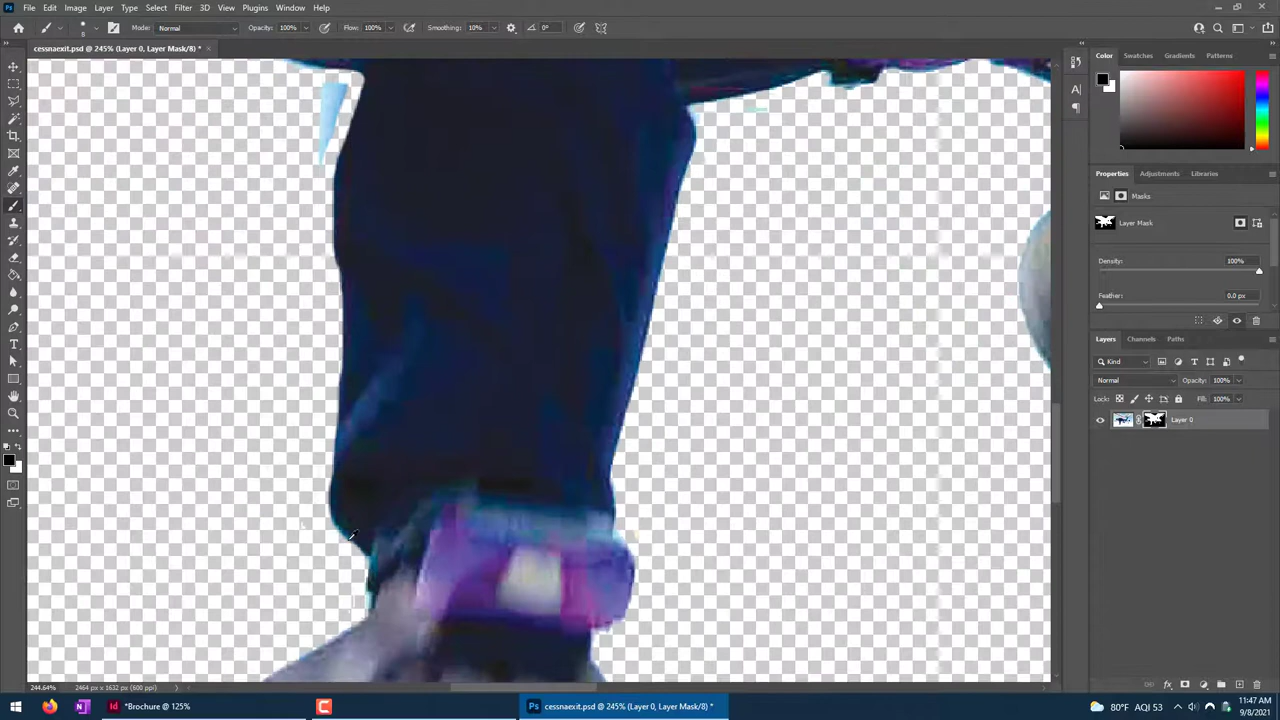 File Edit Image Layer Type Select Filter 3D View Plugins Window Help
8 Mode: Normal Opacity: 100% Flow: 100% Smoothing: 10% 0°
cessnaexit.psd @ 245% (Layer 0, Layer Mask/8) *
Color Swatches Gradients Patterns
Properties Adjustments Libraries
Masks
Layer Mask
Density: 100%
Feather: 0.0 px
Layers Channels Paths
Kind
Normal Opacity: 100%
Lock: Fill: 100%
Layer 0
244.64% 2464 px x 1632 px (600 ppi)
*Brochure @ 125% cessnaexit.psd @ 245% (Layer 0, Layer Mask/8) * 80°F AQI 53 11:47 AM
9/8/2021